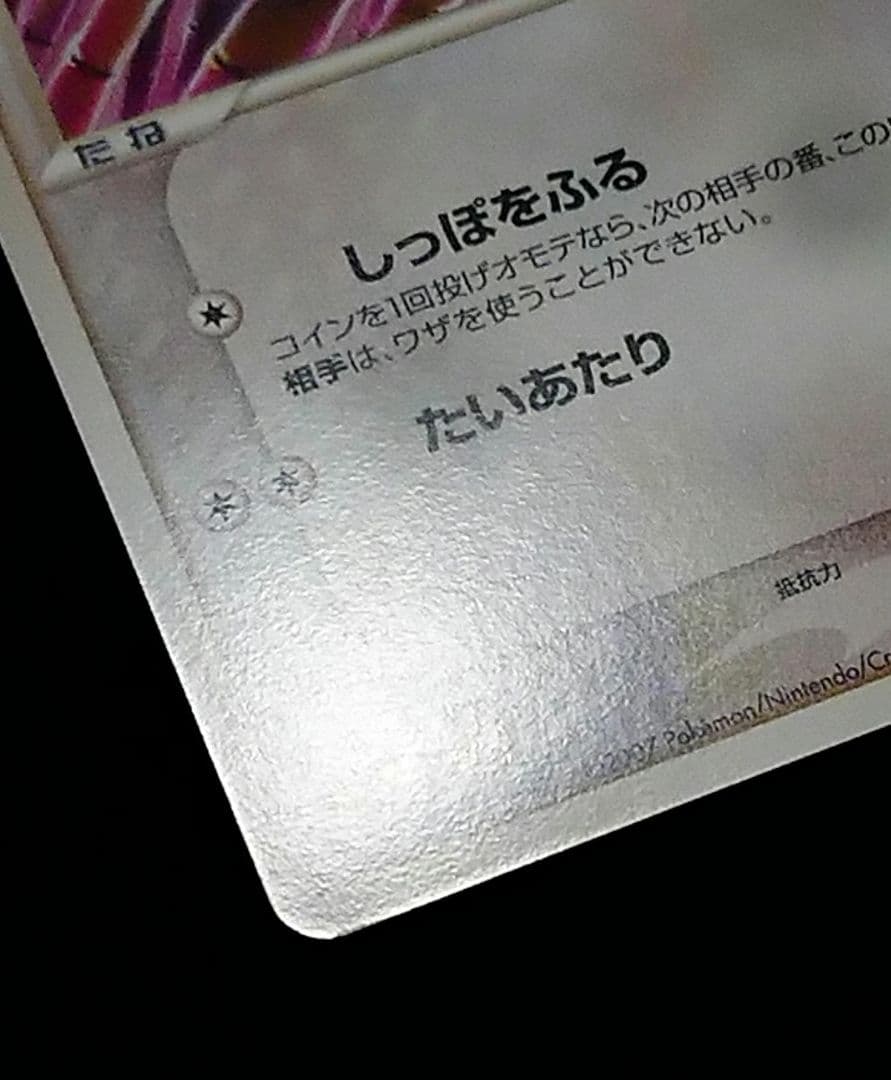 たね
しっぽをふる
コインを1回投げオモテなら、次の相手の番、この
相手は、ワザを使うことができない。
たいあたり
抵抗力
©2007 Pokémon/Nintendo/Cr